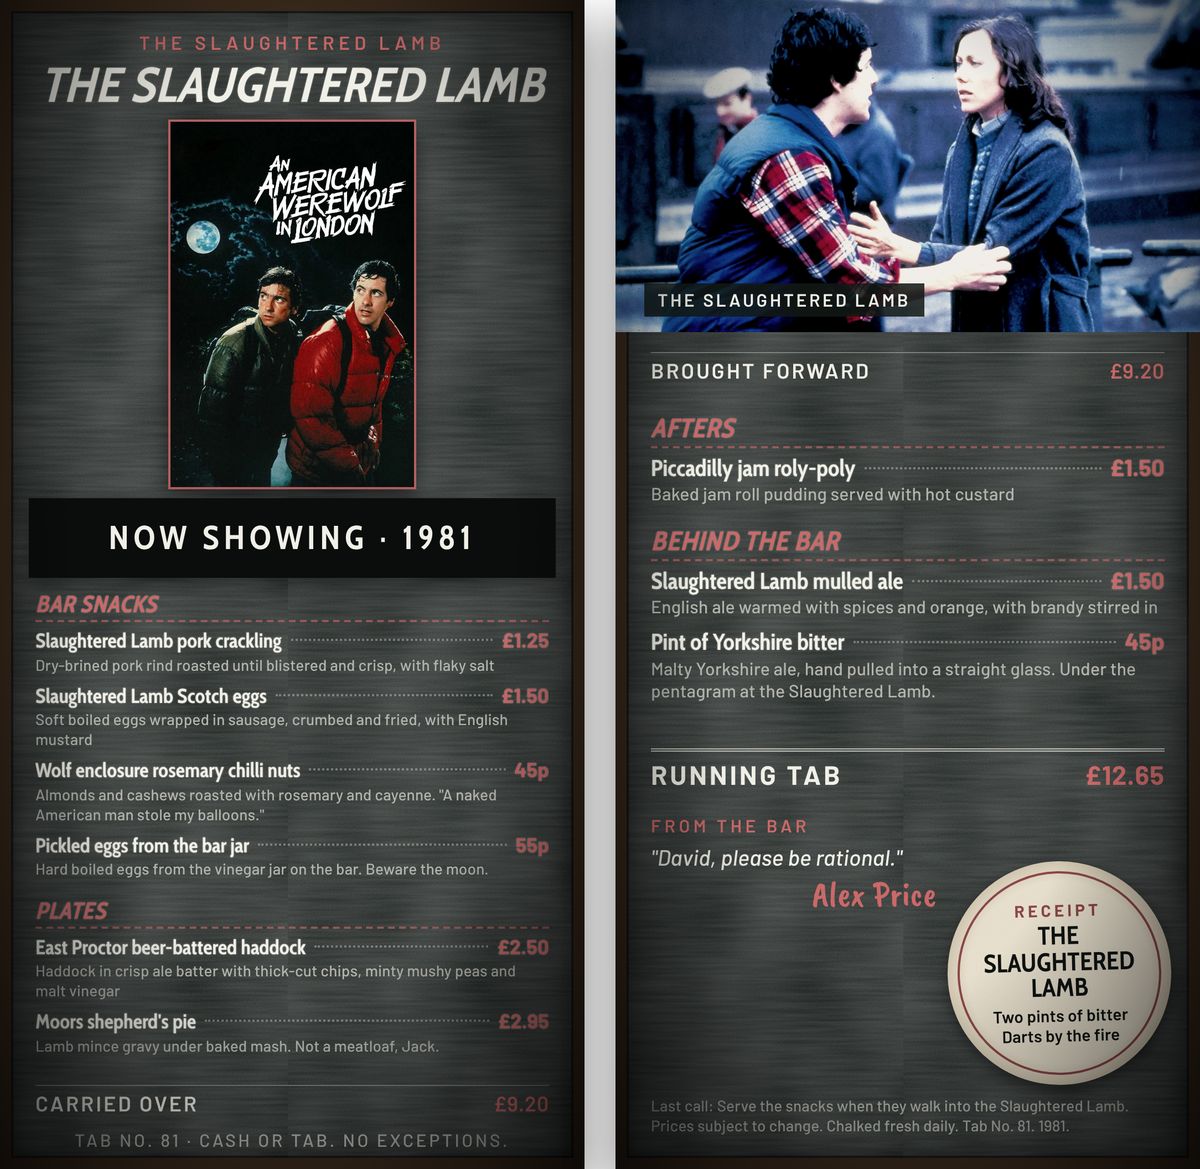 THE SLAUGHTERED LAMB
THE SLAUGHTERED LAMB
AN
AMERICAN
WEREWOLF
IN LONDON
NOW SHOWING · 1981
BAR SNACKS
Slaughtered Lamb pork crackling £1.25
Dry-brined pork rind roasted until blistered and crisp, with flaky salt
Slaughtered Lamb Scotch eggs £1.50
Soft boiled eggs wrapped in sausage, crumbed and fried, with English
mustard
Wolf enclosure rosemary chilli nuts 45p
Almonds and cashews roasted with rosemary and cayenne. "A naked
American man stole my balloons."
Pickled eggs from the bar jar 55p
Hard boiled eggs from the vinegar jar on the bar. Beware the moon.
PLATES
East Proctor beer-battered haddock £2.50
Haddock in crisp ale batter with thick-cut chips, minty mushy peas and
malt vinegar
Moors shepherd's pie £2.95
Lamb mince gravy under baked mash. Not a meatloaf, Jack.
CARRIED OVER £9.20
TAB NO. 81 · CASH OR TAB. NO EXCEPTIONS.
THE SLAUGHTERED LAMB
BROUGHT FORWARD £9.20
AFTERS
Piccadilly jam roly-poly £1.50
Baked jam roll pudding served with hot custard
BEHIND THE BAR
Slaughtered Lamb mulled ale £1.50
English ale warmed with spices and orange, with brandy stirred in
Pint of Yorkshire bitter 45p
Malty Yorkshire ale, hand pulled into a straight glass. Under the
pentagram at the Slaughtered Lamb.
RUNNING TAB £12.65
FROM THE BAR
"David, please be rational."
Alex Price
RECEIPT
THE
SLAUGHTERED
LAMB
Two pints of bitter
Darts by the fire
Last call: Serve the snacks when they walk into the Slaughtered Lamb.
Prices subject to change. Chalked fresh daily. Tab No. 81. 1981.